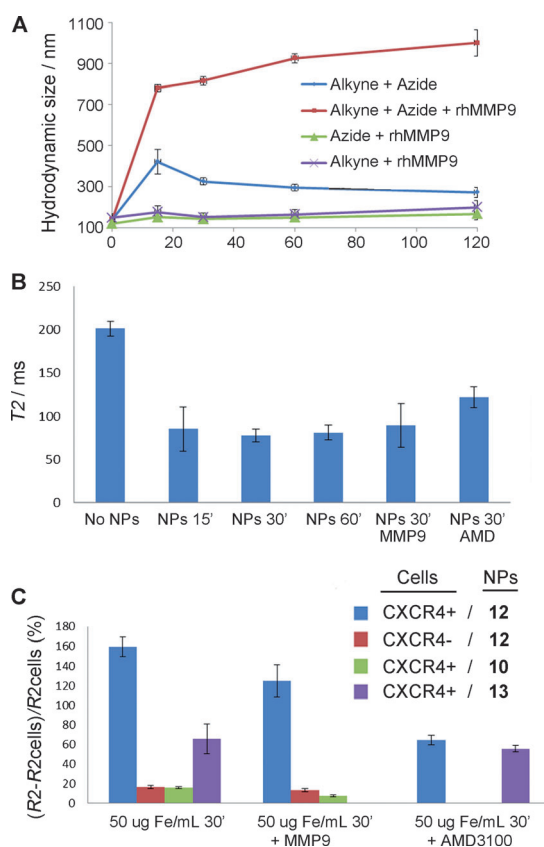 A
Hydrodynamic size / nm
1100
900
700
500
300
100
0
20
40
60
80
100
120
Alkyne + Azide
Alkyne + Azide + rhMMP9
Azide + rhMMP9
Alkyne + rhMMP9
B
T2 / ms
250
200
150
100
50
0
No NPs
NPs 15'
NPs 30'
NPs 60'
NPs 30'
MMP9
NPs 30'
AMD
C
(R2-R2cells)/R2cells (%)
180
160
140
120
100
80
60
40
20
0
Cells NPs
CXCR4+ / 12
CXCR4- / 12
CXCR4+ / 10
CXCR4+ / 13
50 ug Fe/mL 30'
50 ug Fe/mL 30'
+ MMP9
50 ug Fe/mL 30'
+ AMD3100